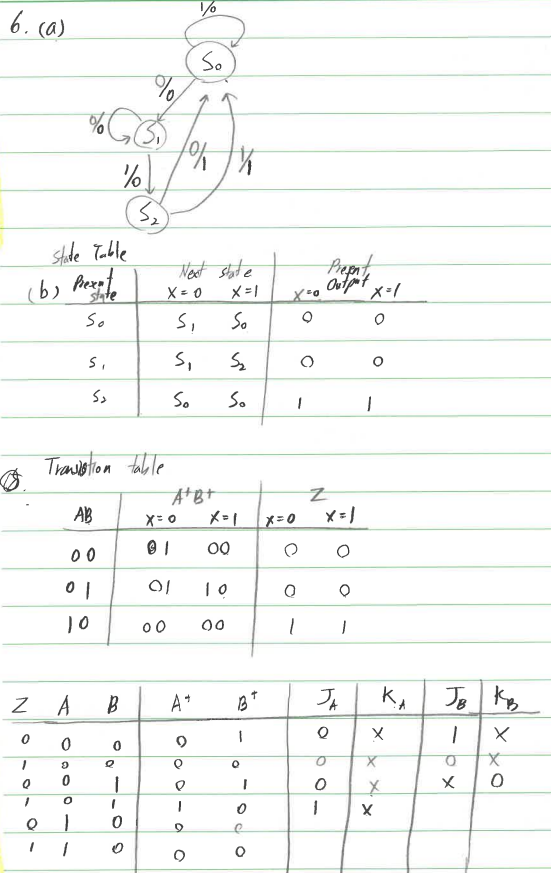 6. (a)
1/0
S₀
0/0
0/0
S₁
0/1
1/1
1/0
S₂
State Table
(b) Present state Next state Present Output
X=0 X=1 X=0 X=1
S₀ S₁ S₀ 0 0
S₁ S₁ S₂ 0 0
S₂ S₀ S₀ 1 1
Transition table
A⁺B⁺ Z
AB X=0 X=1 X=0 X=1
00 01 00 0 0
01 01 10 0 0
10 00 00 1 1
Z A B A⁺ B⁺ J_A K_A J_B K_B
0 0 0 0 1 0 X 1 X
1 0 0 0 0 0 X 0 X
0 0 1 0 1 0 X X 0
1 0 1 1 0 1 X
0 1 0 0 0
1 1 0 0 0